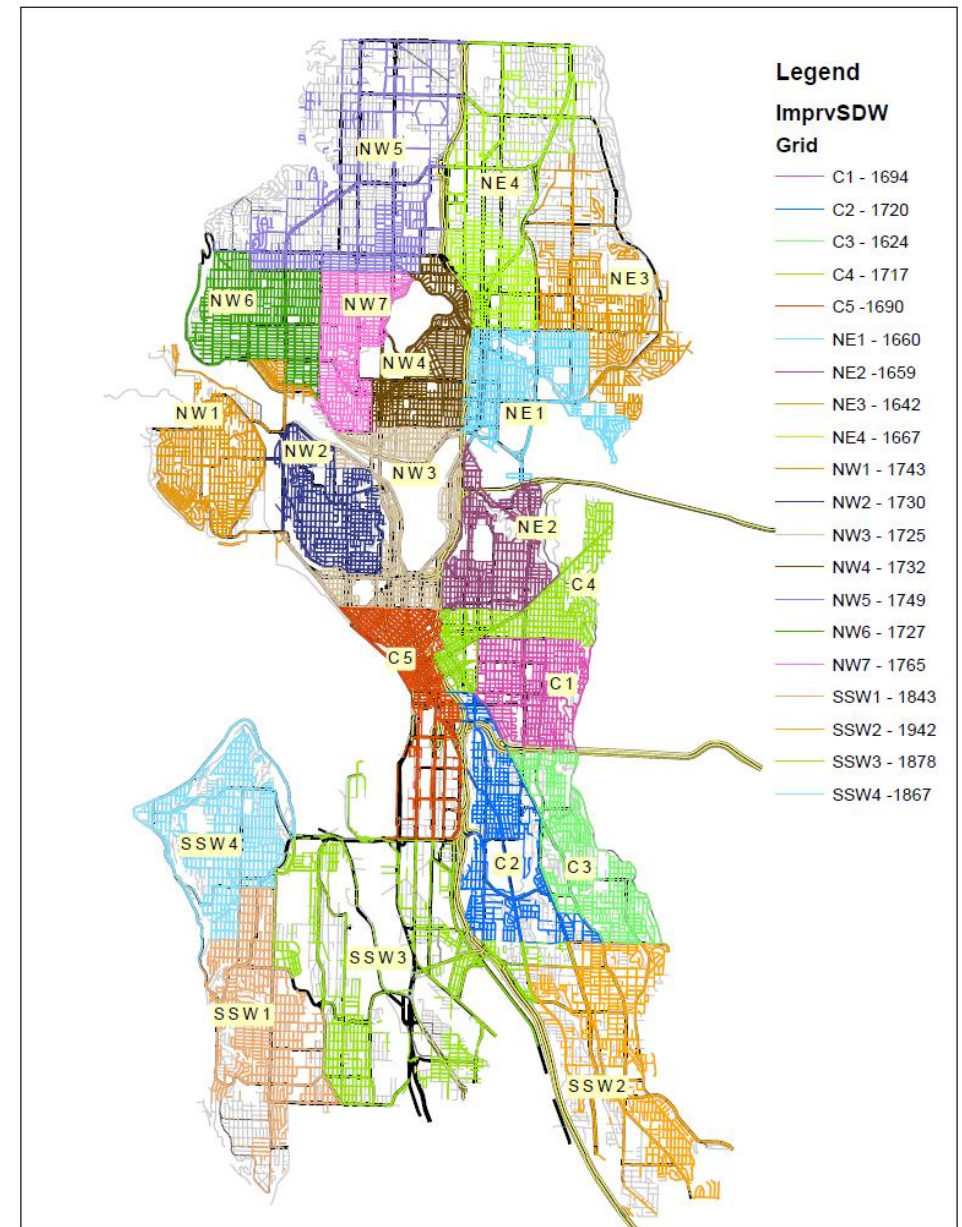 Legend
ImprvSDW
Grid
C1 - 1694
C2 - 1720
C3 - 1624
C4 - 1717
C5 - 1690
NE1 - 1660
NE2 -1659
NE3 - 1642
NE4 - 1667
NW1 - 1743
NW2 - 1730
NW3 - 1725
NW4 - 1732
NW5 - 1749
NW6 - 1727
NW7 - 1765
SSW1 - 1843
SSW2 - 1942
SSW3 - 1878
SSW4 -1867
NW5
NE4
NE3
NW6
NW7
NW4
NW1
NE1
NW2
NW3
NE2
C4
C5
C1
SSW4
C2
C3
SSW3
SSW1
SSW2